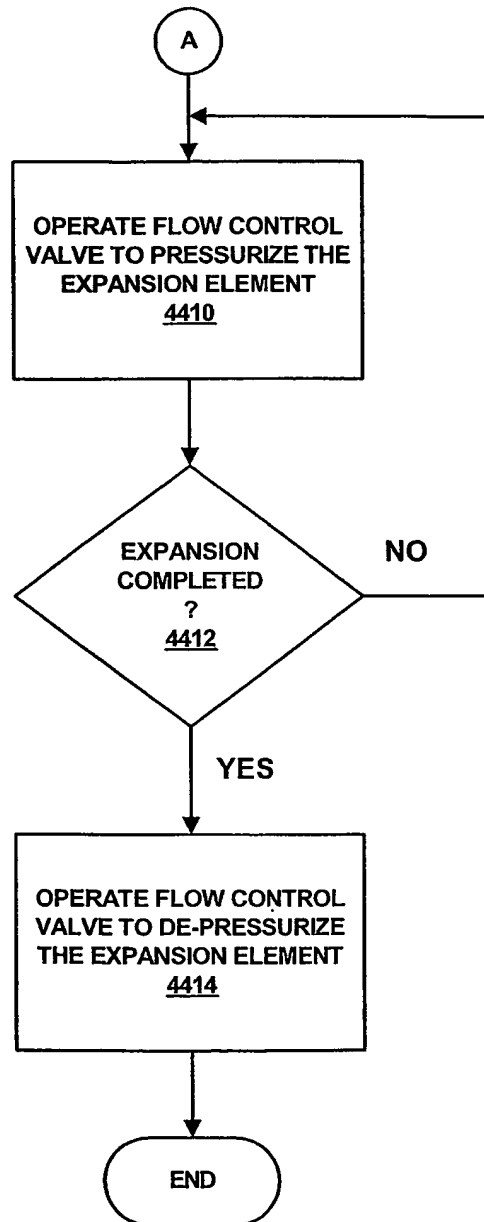 A
OPERATE FLOW CONTROL
VALVE TO PRESSURIZE THE
EXPANSION ELEMENT
4410
EXPANSION
COMPLETED
?
4412
NO
YES
OPERATE FLOW CONTROL
VALVE TO DE-PRESSURIZE
THE EXPANSION ELEMENT
4414
END